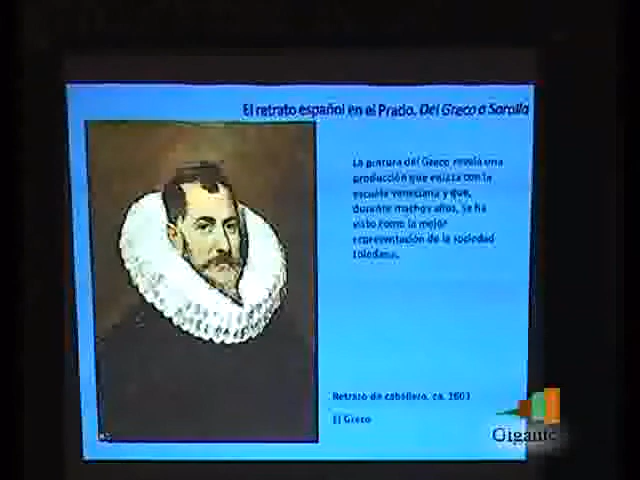 El retrato español en el Prado. Del Greco a Sorolla
La pintura del Greco revela una
producción que enlaza con la
escuela veneciana y que,
durante muchos años, se ha
visto como la mejor
representación de la sociedad
toledana.
Retrato de caballero, ca. 1603
El Greco
Gigante